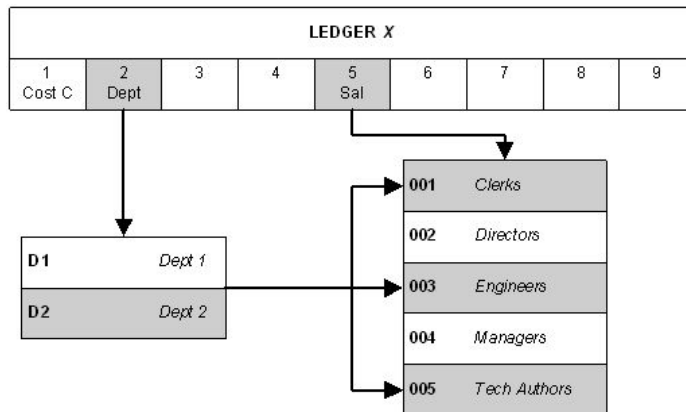 LEDGER X
1 2 3 4 5 6 7 8 9
Cost C Dept Sal
001 Clerks
002 Directors
D1 Dept 1
003 Engineers
D2 Dept 2
004 Managers
005 Tech Authors